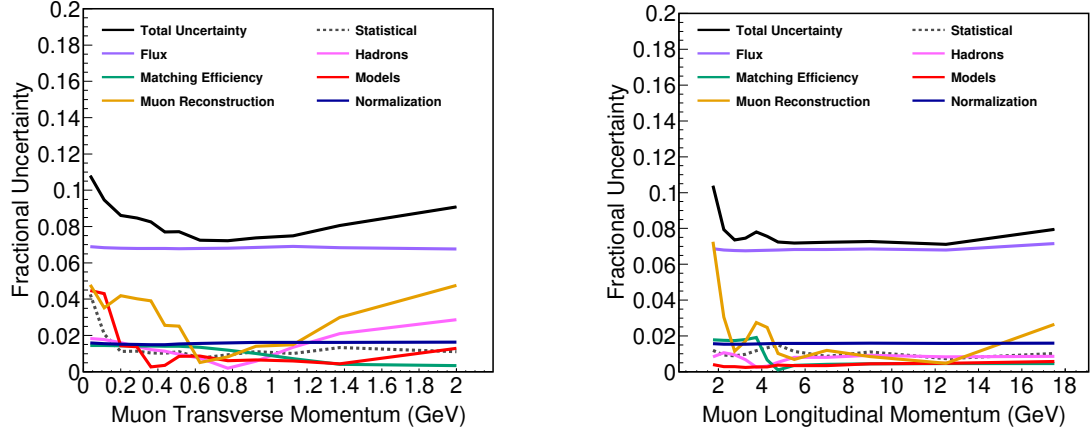 0.2
0.18
0.16
0.14
0.12
0.1
0.08
0.06
0.04
0.02
0
Fractional Uncertainty
Total Uncertainty
Flux
Matching Efficiency
Muon Reconstruction
Statistical
Hadrons
Models
Normalization
0 0.2 0.4 0.6 0.8 1 1.2 1.4 1.6 1.8 2
Muon Transverse Momentum (GeV)
0.2
0.18
0.16
0.14
0.12
0.1
0.08
0.06
0.04
0.02
0
Fractional Uncertainty
Total Uncertainty
Flux
Matching Efficiency
Muon Reconstruction
Statistical
Hadrons
Models
Normalization
2 4 6 8 10 12 14 16 18
Muon Longitudinal Momentum (GeV)